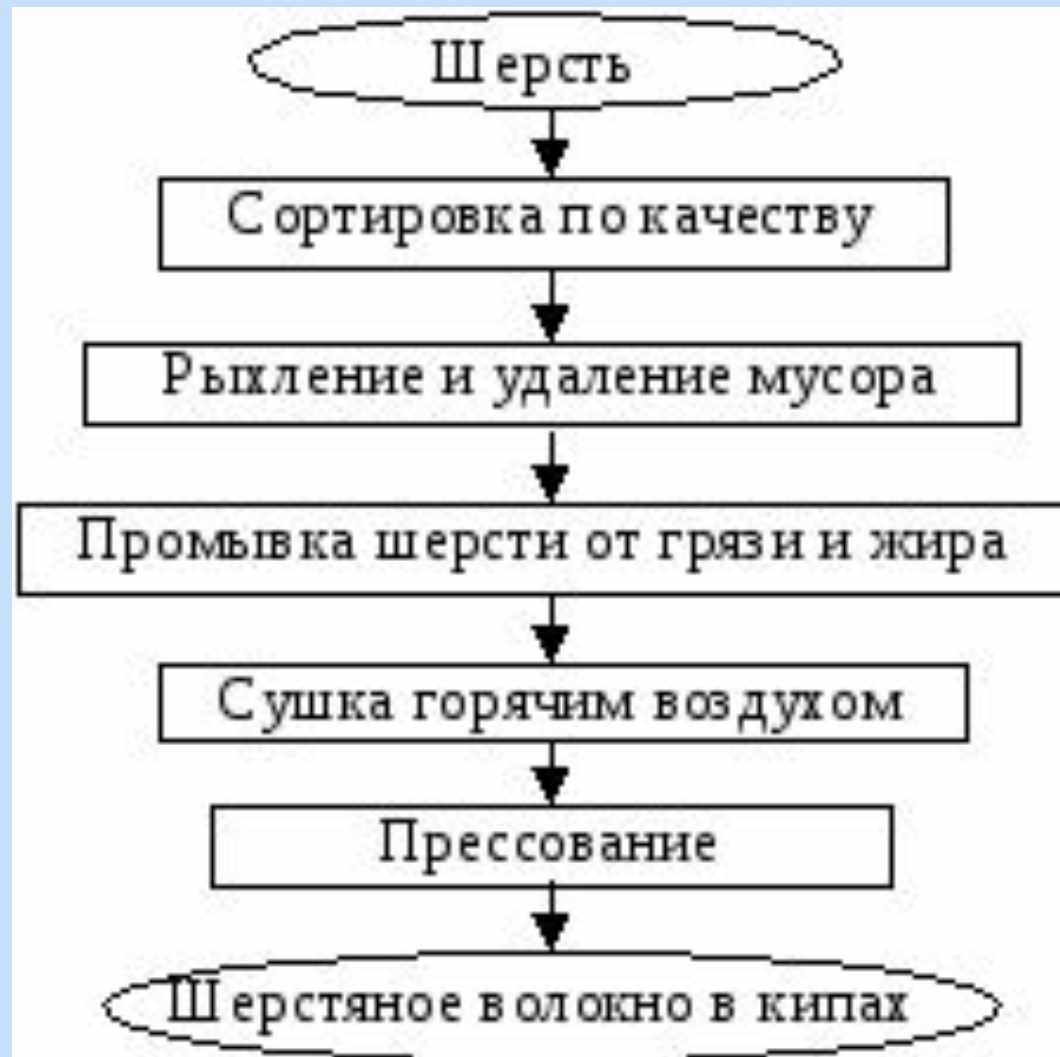 Шерсть
Сортировка по качеству
Рыхление и удаление мусора
Промывка шерсти от грязи и жира
Сушка горячим воздухом
Прессование
Шерстяное волокно в кипах